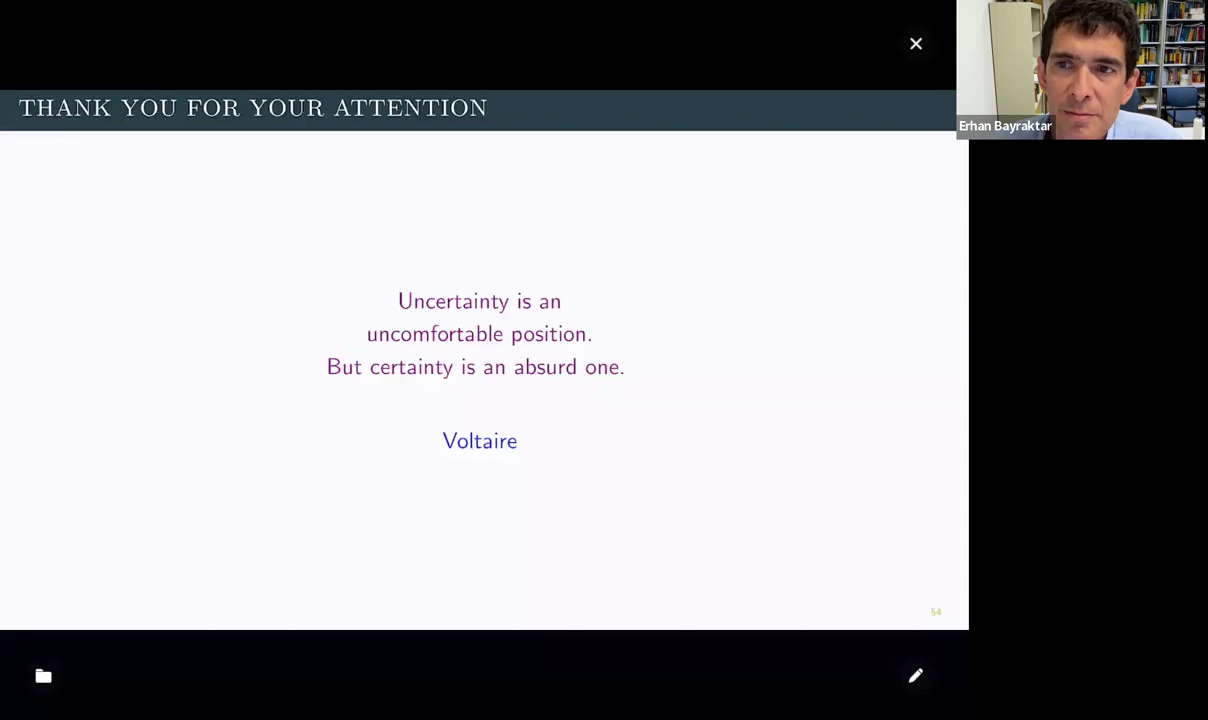 THANK YOU FOR YOUR ATTENTION
Erhan Bayraktar
Uncertainty is an
uncomfortable position.
But certainty is an absurd one.
Voltaire
54